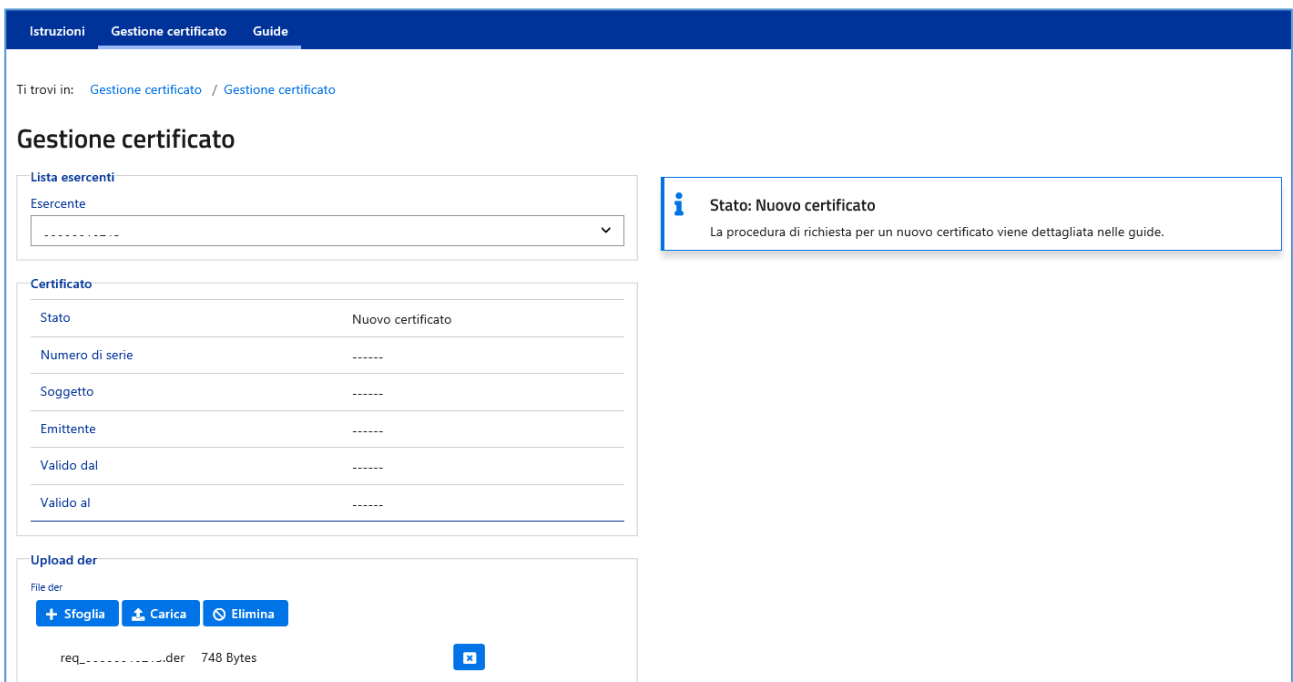 Istruzioni Gestione certificato Guide
Ti trovi in: Gestione certificato / Gestione certificato
Gestione certificato
Lista esercenti
Esercente
Stato: Nuovo certificato
La procedura di richiesta per un nuovo certificato viene dettagliata nelle guide.
Certificato
Stato Nuovo certificato
Numero di serie ------
Soggetto ------
Emittente ------
Valido dal ------
Valido al ------
Upload der
File der
Sfoglia Carica Elimina
req_ .der 748 Bytes